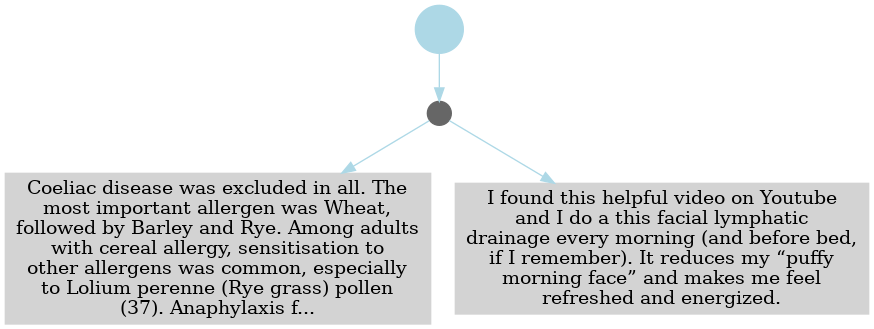 Coeliac disease was excluded in all. The
most important allergen was Wheat,
followed by Barley and Rye. Among adults
with cereal allergy, sensitisation to
other allergens was common, especially
to Lolium perenne (Rye grass) pollen
(37). Anaphylaxis f...
I found this helpful video on Youtube
and I do a this facial lymphatic
drainage every morning (and before bed,
if I remember). It reduces my “puffy
morning face” and makes me feel
refreshed and energized.